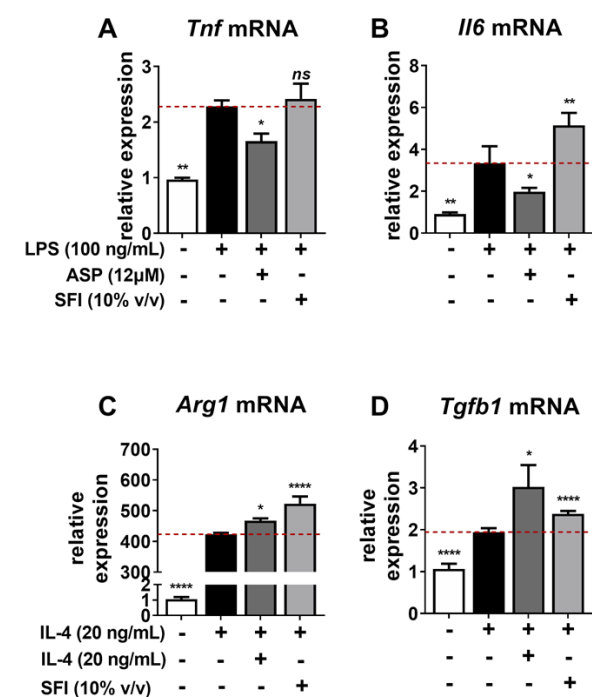 A Tnf mRNA
relative expression
3
2
1
0
** * ns
LPS (100 ng/mL) - + + +
ASP (12μM) - - + -
SFI (10% v/v) - - - +
B Il6 mRNA
relative expression
8
6
4
2
0
** * **
- + + +
- - + -
- - - +
C Arg1 mRNA
relative
expression
700
600
500
400
300
2
1
0
**** * ****
IL-4 (20 ng/mL) - + + +
IL-4 (20 ng/mL) - - + -
SFI (10% v/v) - - - +
D Tgfb1 mRNA
relative
expression
4
3
2
1
0
**** * ****
- + + +
- - + -
- - - +